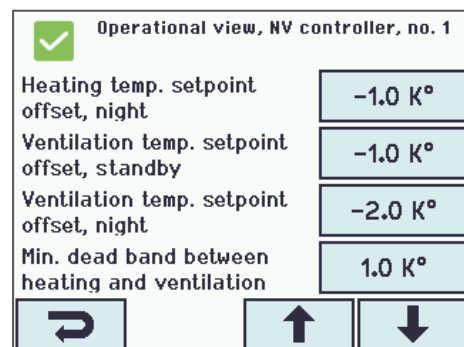 Operational view, NV controller, no. 1
Heating temp. setpoint
offset, night
-1.0 K°
Ventilation temp. setpoint
offset, standby
-1.0 K°
Ventilation temp. setpoint
offset, night
-2.0 K°
Min. dead band between
heating and ventilation
1.0 K°